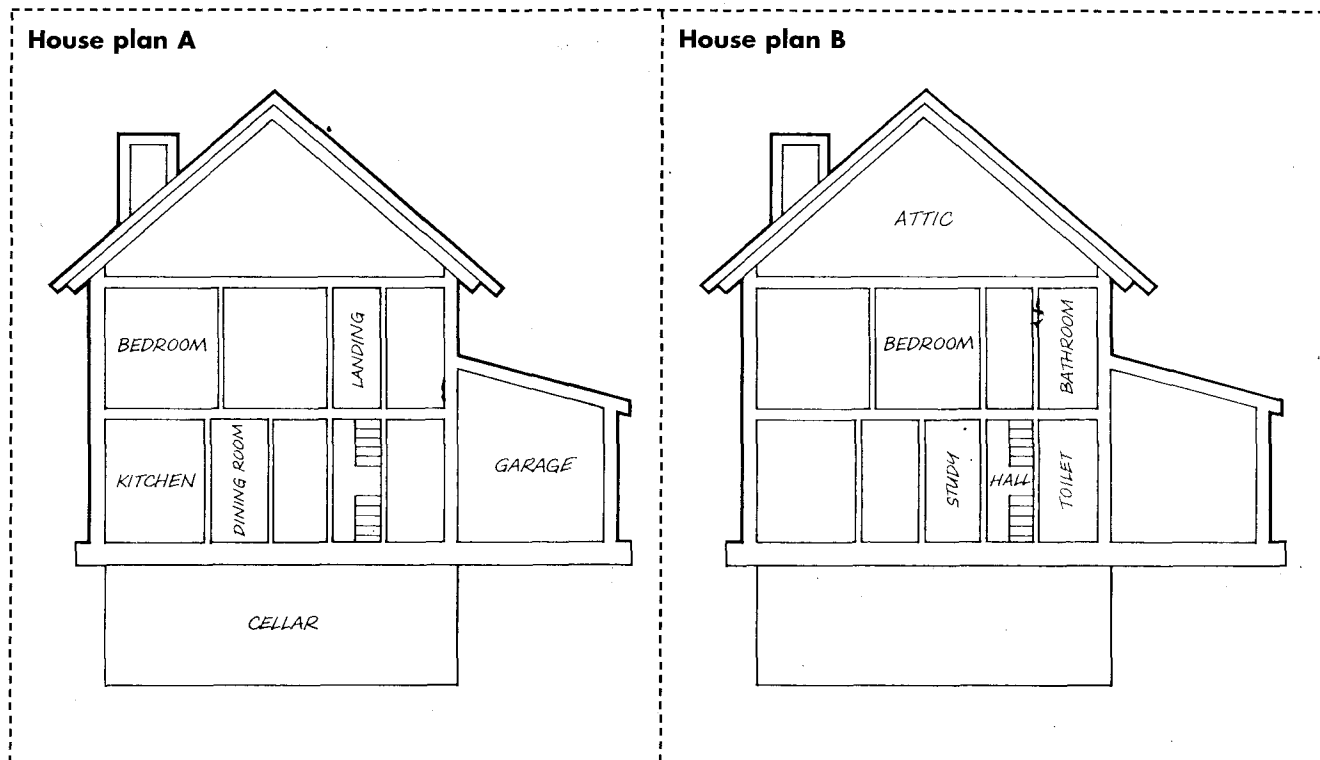 House plan A
BEDROOM
LANDING
KITCHEN
DINING ROOM
GARAGE
CELLAR
House plan B
ATTIC
BEDROOM
BATHROOM
STUDY
HALL
TOILET